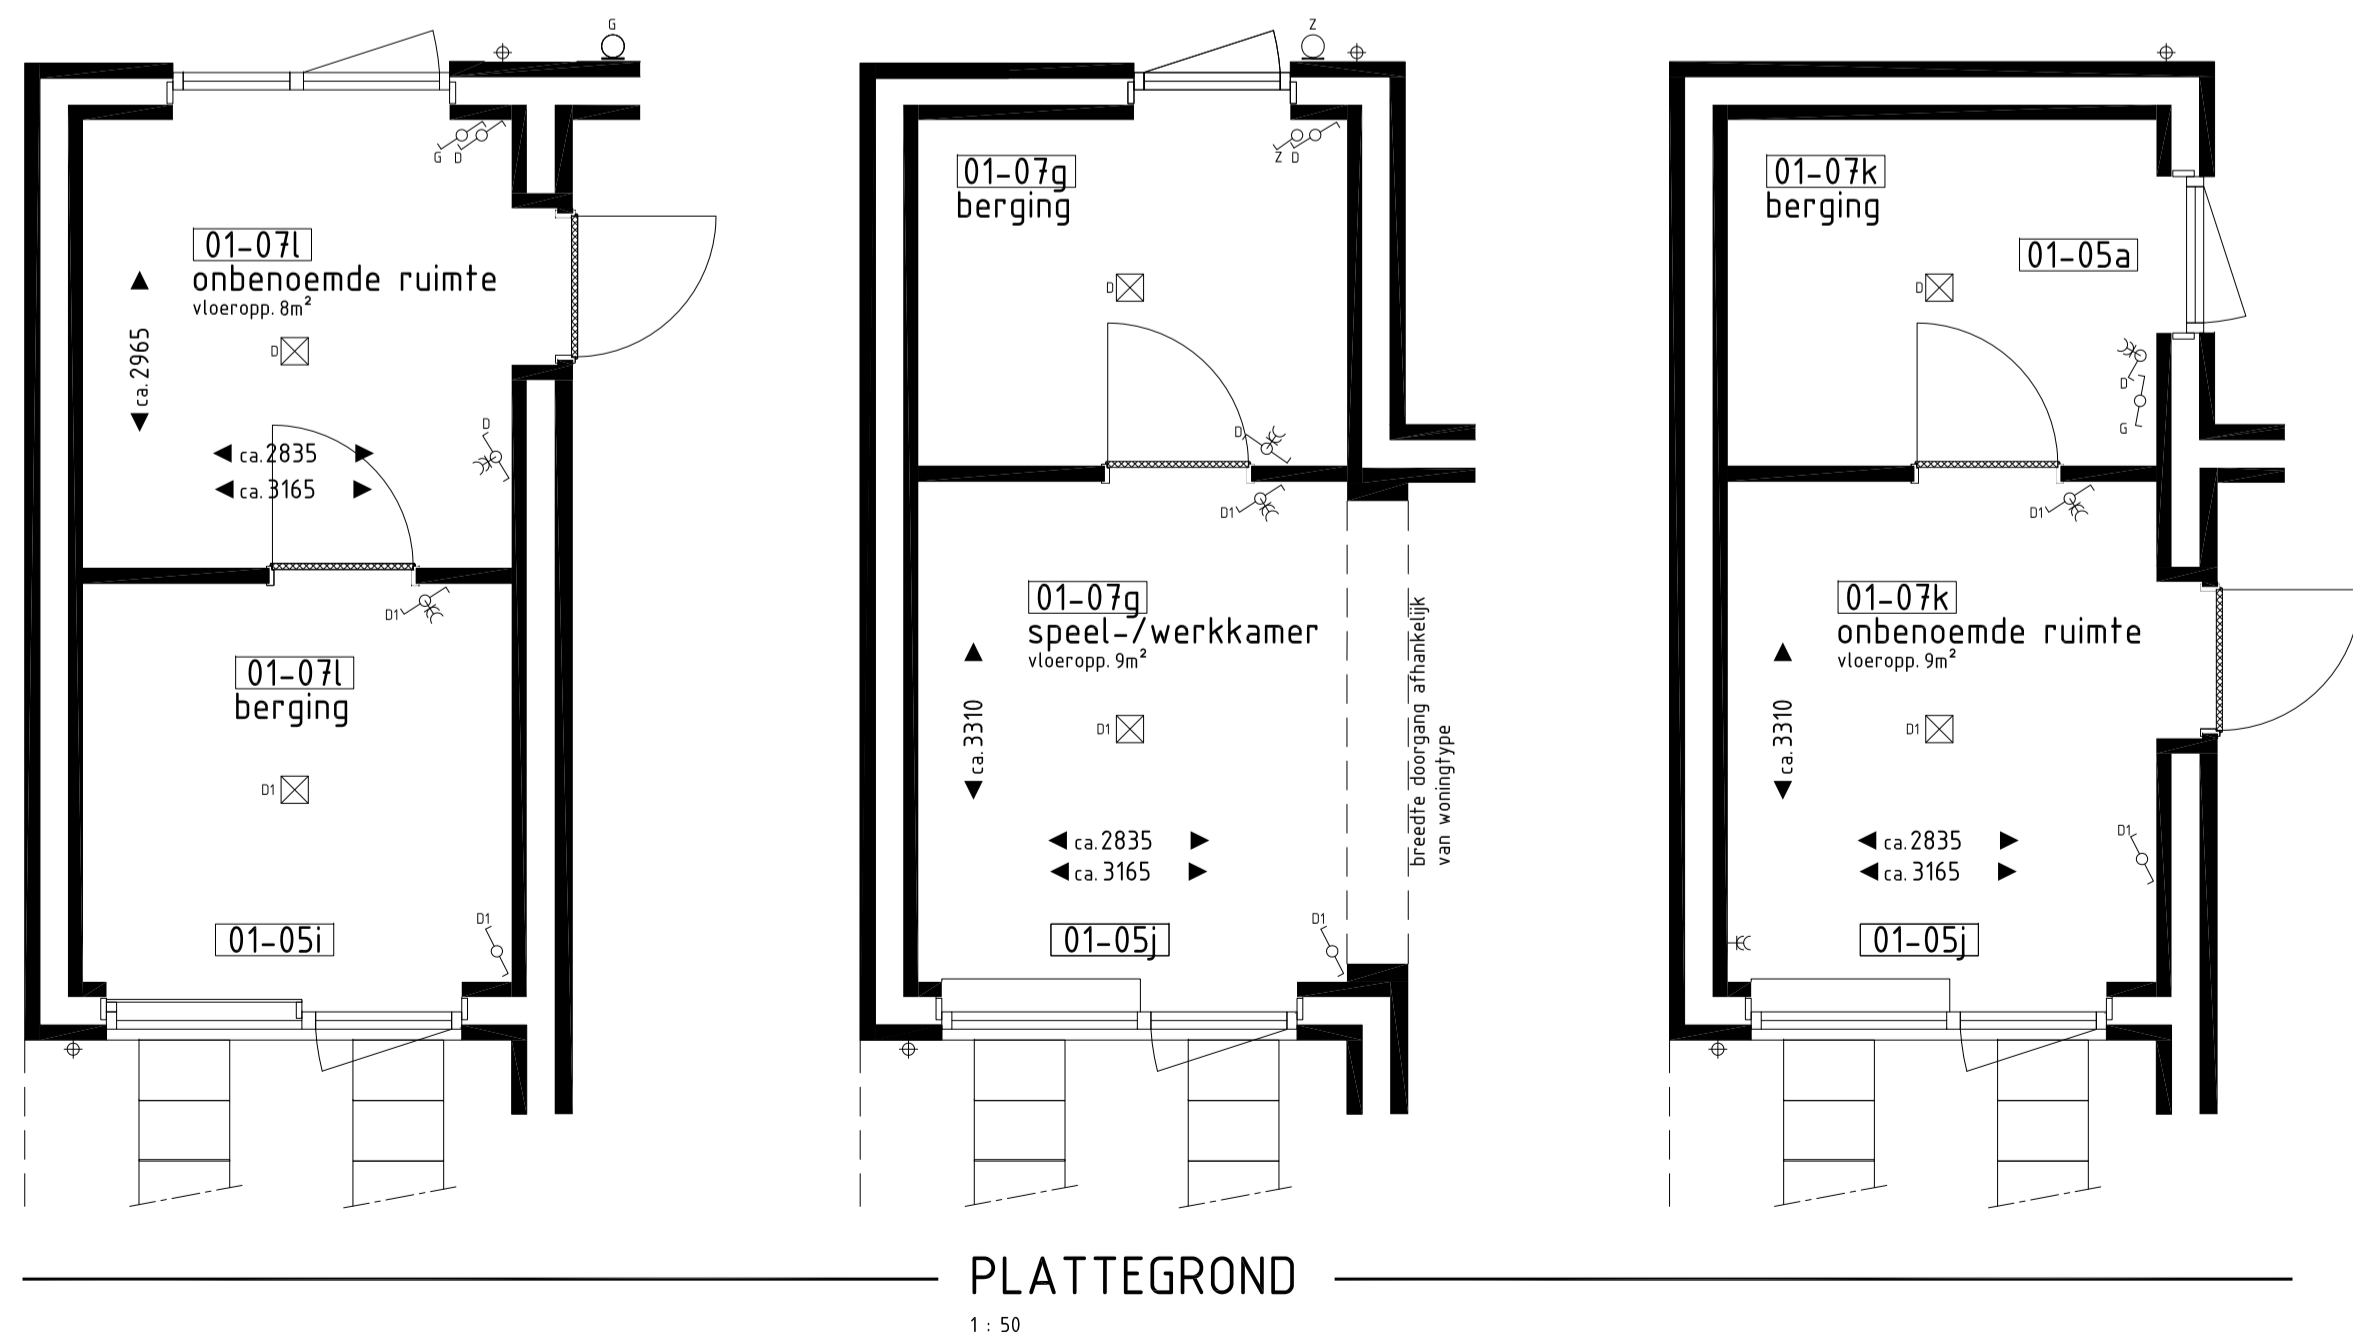 G
G D
01-07l
onbenoemde ruimte
vloeropp. 8m²
D
ca. 2965
D
ca. 2835
ca. 3165
D1
01-07l
berging
D1
D1
01-05i
Z
Z D
01-07g
berging
D
D
D1
01-07g
speel-/werkkamer
vloeropp. 9m²
D1
ca. 3310
breedte doorgang afhankelijk
van woningtype
ca. 2835
ca. 3165
D1
01-05j
01-07k
berging
01-05a
D
D
G
D1
01-07k
onbenoemde ruimte
vloeropp. 9m²
D1
ca. 3310
D1
ca. 2835
ca. 3165
01-05j
PLATTEGROND
1 : 50